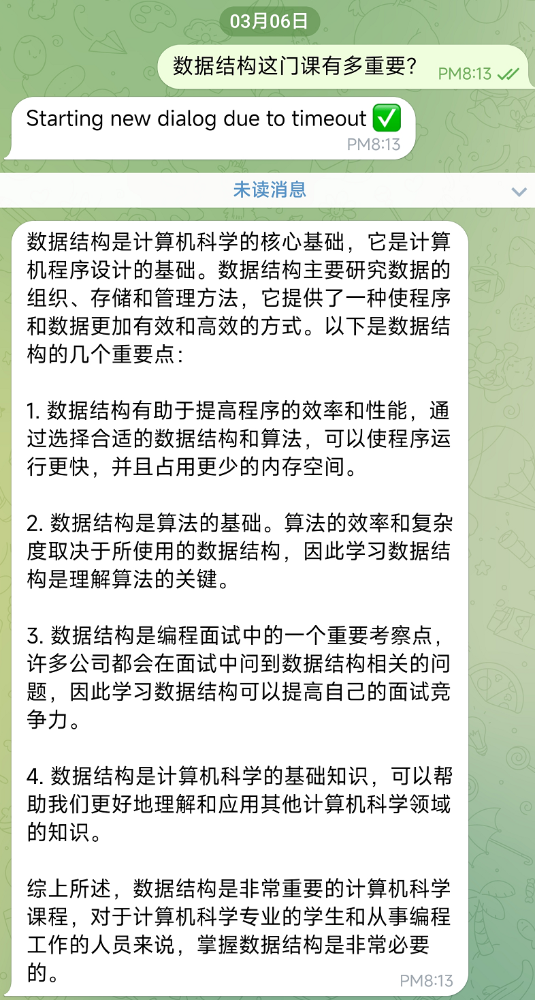 03月06日
数据结构这门课有多重要？ PM8:13
Starting new dialog due to timeout ✅
PM8:13
未读消息
数据结构是计算机科学的核心基础，它是计算
机程序设计的基础。数据结构主要研究数据的
组织、存储和管理方法，它提供了一种使程序
和数据更加有效和高效的方式。以下是数据结
构的几个重要点：
1. 数据结构有助于提高程序的效率和性能，通
过选择合适的数据结构和算法，可以使程序运
行更快，并且占用更少的内存空间。
2. 数据结构是算法的基础。算法的效率和复杂
度取决于所使用的数据结构，因此学习数据结
构是理解算法的关键。
3. 数据结构是编程面试中的一个重要考察点，
许多公司都会在面试中问到数据结构相关的问
题，因此学习数据结构可以提高自己的面试竞
争力。
4. 数据结构是计算机科学的基础知识，可以帮
助我们更好地理解和应用其他计算机科学领域
的知识。
综上所述，数据结构是非常重要的计算机科学
课程，对于计算机科学专业的学生和从事编程
工作的人员来说，掌握数据结构是非常必要
的。
PM8:13